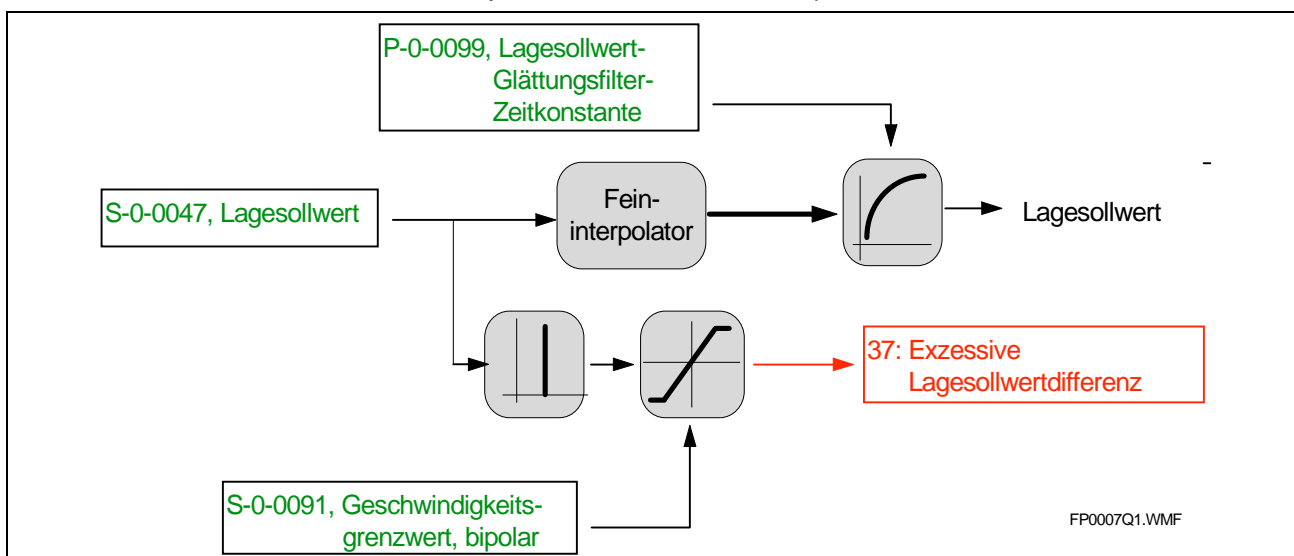 P-0-0099, Lagesollwert-
Glättungsfilter-
Zeitkonstante
S-0-0047, Lagesollwert
Fein-
interpolator
Lagesollwert
37: Exzessive
Lagesollwertdifferenz
S-0-0091, Geschwindigkeits-
grenzwert, bipolar
FP0007Q1.WMF